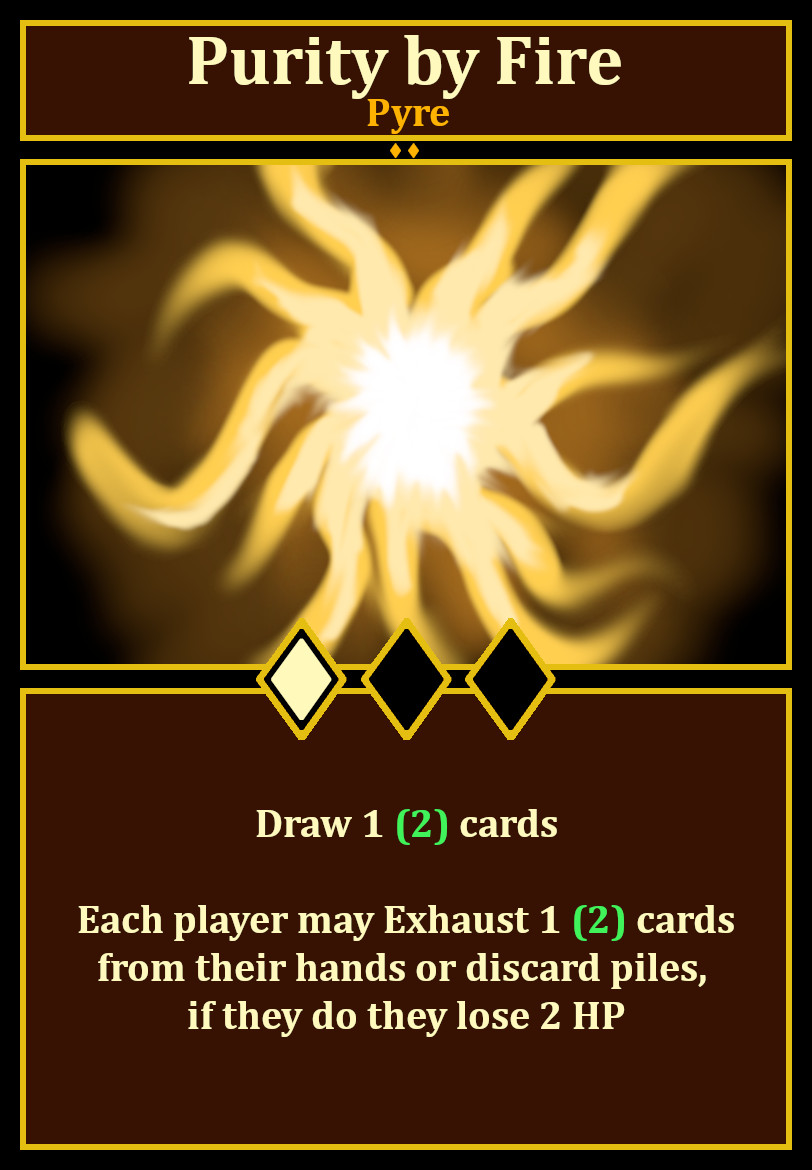 Purity by Fire
Pyre
Draw 1 (2) cards
Each player may Exhaust 1 (2) cards
from their hands or discard piles,
if they do they lose 2 HP